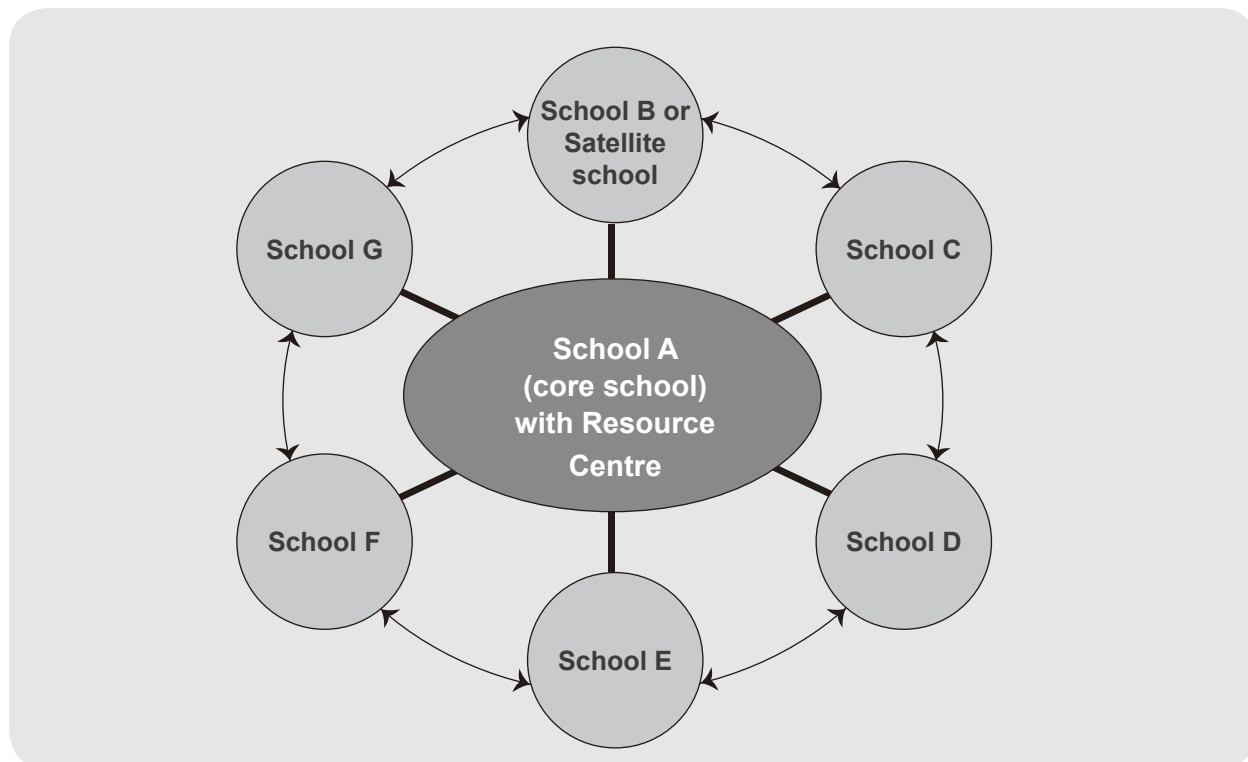 School B or
Satellite
school
School G
School C
School A
(core school)
with Resource
Centre
School F
School D
School E